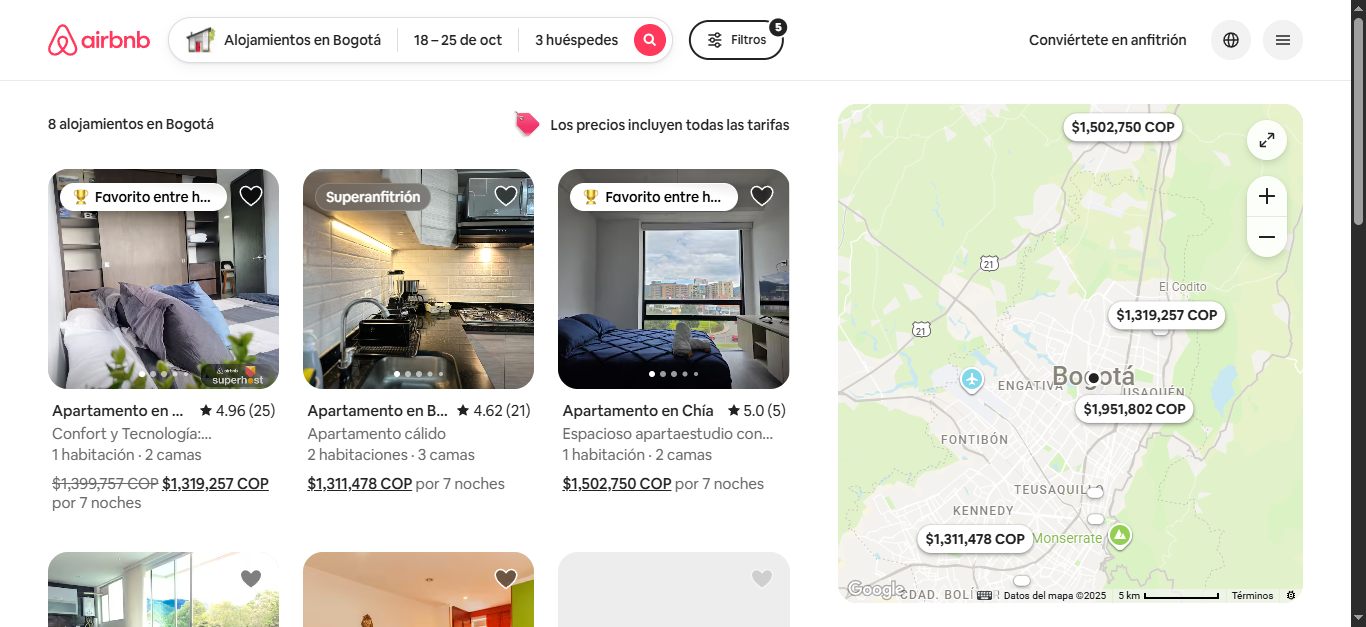 airbnb
Alojamientos en Bogotá
18 – 25 de oct
3 huéspedes
Filtros
5
Conviértete en anfitrión
8 alojamientos en Bogotá
Los precios incluyen todas las tarifas
Favorito entre h...
airbnb
superhost
Apartamento en ...
4.96 (25)
Confort y Tecnología:...
1 habitación · 2 camas
$1,399,757 COP $1,319,257 COP
por 7 noches
Superanfitrión
Apartamento en B...
4.62 (21)
Apartamento cálido
2 habitaciones · 3 camas
$1,311,478 COP por 7 noches
Favorito entre h...
Apartamento en Chía
5.0 (5)
Espacioso apartaestudio con...
1 habitación · 2 camas
$1,502,750 COP por 7 noches
$1,502,750 COP
21
El Codito
$1,319,257 COP
21
Bogotá
ENGATIVA
USAQUÉN
$1,951,802 COP
FONTIBÓN
TEUSAQUILLO
KENNEDY
$1,311,478 COP
Monserrate
Google
CDAD. BOLÍ
Datos del mapa ©2025
5 km
Términos